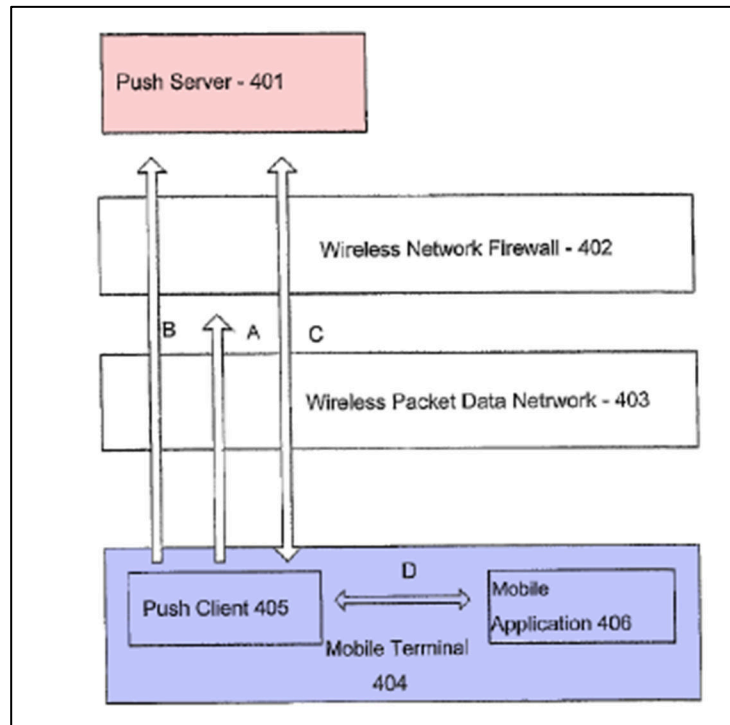 Push Server - 401
Wireless Network Firewall - 402
B
A
C
Wireless Packet Data Netrwork - 403
D
Push Client 405
Mobile
Application 406
Mobile Terminal
404